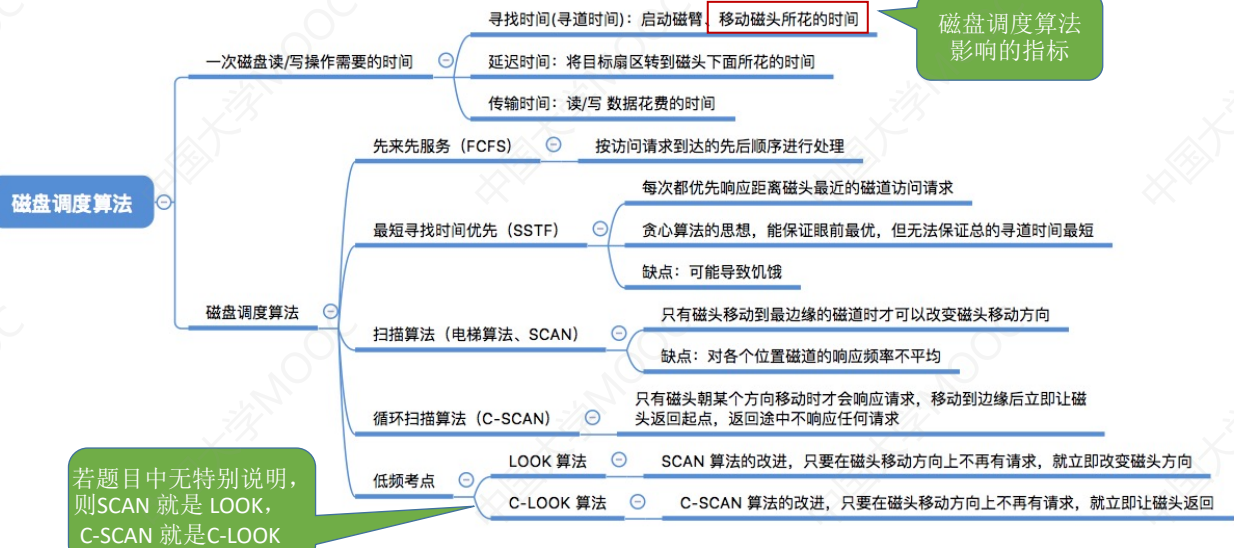 寻找时间(寻道时间)：启动磁臂、移动磁头所花的时间
磁盘调度算法
影响的指标
一次磁盘读/写操作需要的时间
延迟时间：将目标扇区转到磁头下面所花的时间
传输时间：读/写 数据花费的时间
先来先服务（FCFS）
按访问请求到达的先后顺序进行处理
每次都优先响应距离磁头最近的磁道访问请求
磁盘调度算法
最短寻找时间优先（SSTF）
贪心算法的思想，能保证眼前最优，但无法保证总的寻道时间最短
缺点：可能导致饥饿
磁盘调度算法
只有磁头移动到最边缘的磁道时才可以改变磁头移动方向
扫描算法（电梯算法、SCAN）
缺点：对各个位置磁道的响应频率不平均
循环扫描算法（C-SCAN）
只有磁头朝某个方向移动时才会响应请求，移动到边缘后立即让磁
头返回起点，返回途中不响应任何请求
低频考点
LOOK 算法
SCAN 算法的改进，只要在磁头移动方向上不再有请求，就立即改变磁头方向
C-LOOK 算法
C-SCAN 算法的改进，只要在磁头移动方向上不再有请求，就立即让磁头返回
若题目中无特别说明，
则SCAN 就是 LOOK，
C-SCAN 就是C-LOOK
中国大学MOOC